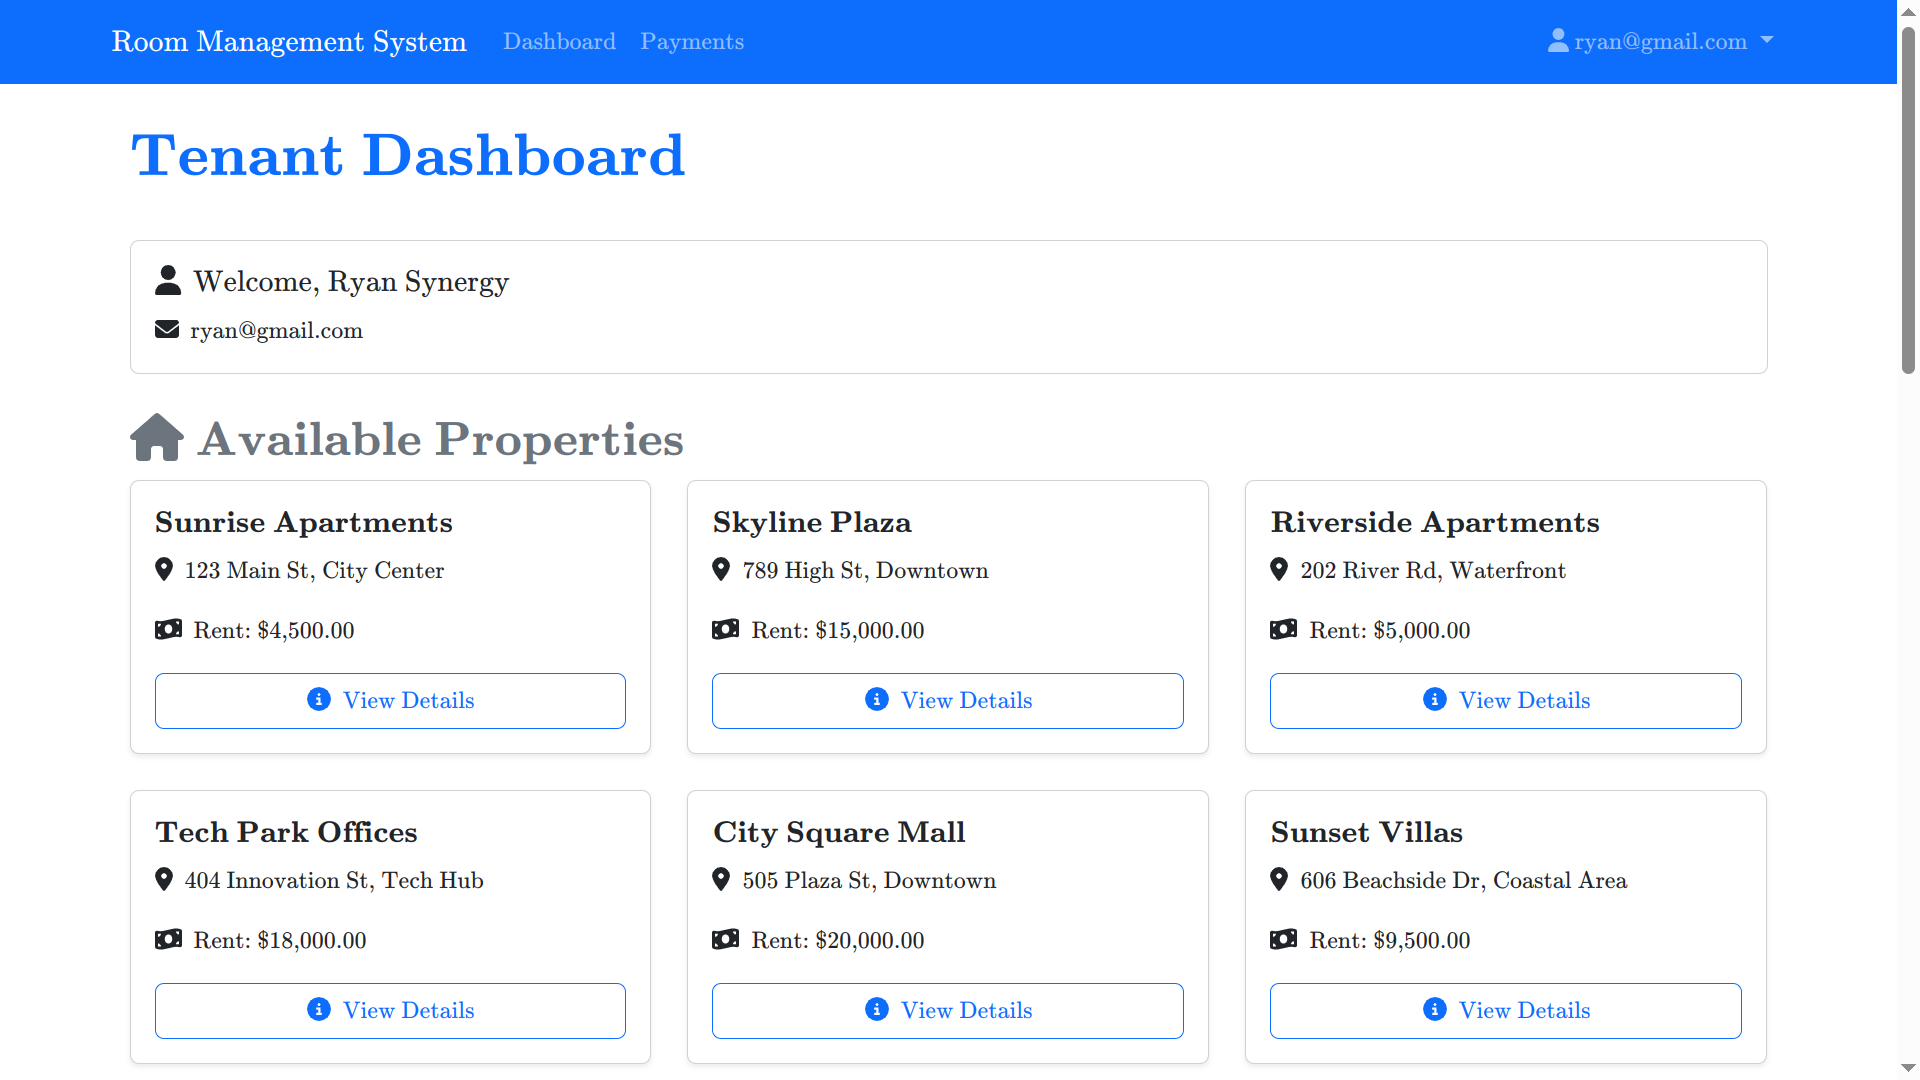 Room Management System Dashboard Payments ryan@gmail.com
Tenant Dashboard
Welcome, Ryan Synergy
ryan@gmail.com
Available Properties
Sunrise Apartments
123 Main St, City Center
Rent: $4,500.00
View Details
Skyline Plaza
789 High St, Downtown
Rent: $15,000.00
View Details
Riverside Apartments
202 River Rd, Waterfront
Rent: $5,000.00
View Details
Tech Park Offices
404 Innovation St, Tech Hub
Rent: $18,000.00
View Details
City Square Mall
505 Plaza St, Downtown
Rent: $20,000.00
View Details
Sunset Villas
606 Beachside Dr, Coastal Area
Rent: $9,500.00
View Details